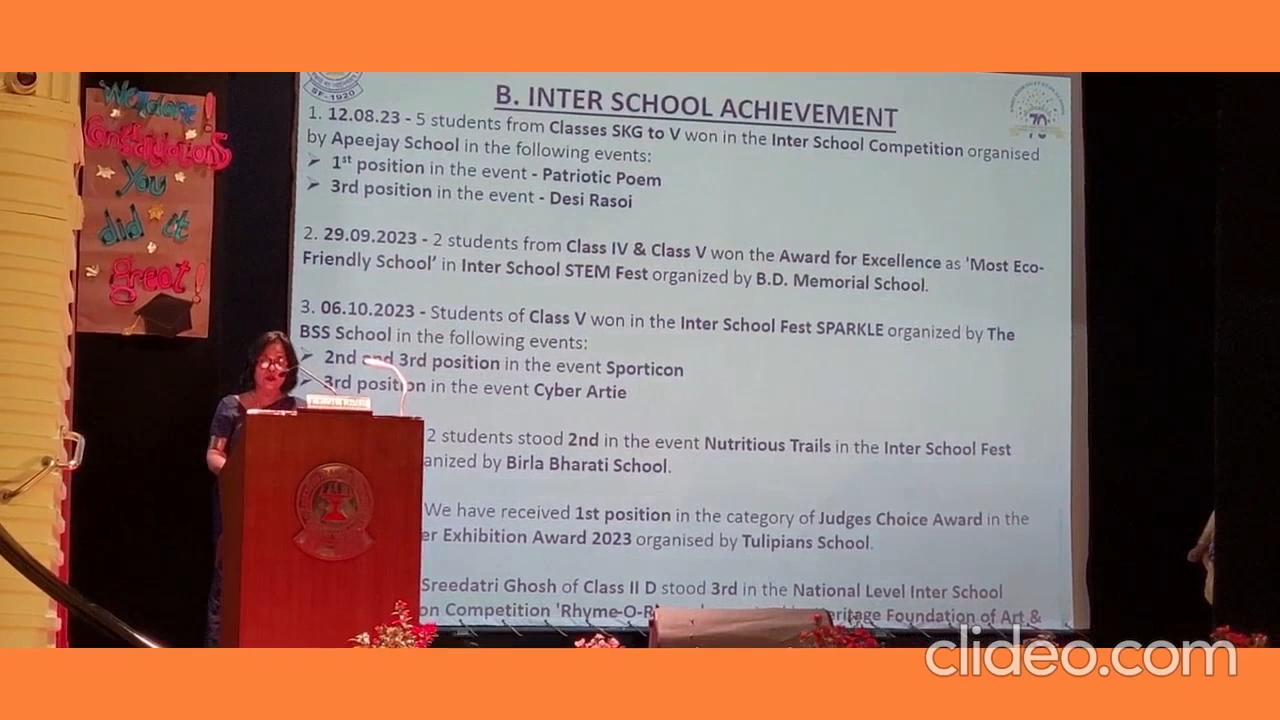 Welldone!
Congratulations
You
did it
great!
SF-1920
70
B. INTER SCHOOL ACHIEVEMENT
1. 12.08.23 - 5 students from Classes SKG to V won in the Inter School Competition organised
by Apeejay School in the following events:
➢ 1st position in the event - Patriotic Poem
➢ 3rd position in the event - Desi Rasoi
2. 29.09.2023 - 2 students from Class IV & Class V won the Award for Excellence as 'Most Eco-
Friendly School’ in Inter School STEM Fest organized by B.D. Memorial School.
3. 06.10.2023 - Students of Class V won in the Inter School Fest SPARKLE organized by The
BSS School in the following events:
➢ 2nd and 3rd position in the event Sporticon
➢ 3rd position in the event Cyber Artie
2 students stood 2nd in the event Nutritious Trails in the Inter School Fest
anized by Birla Bharati School.
We have received 1st position in the category of Judges Choice Award in the
er Exhibition Award 2023 organised by Tulipians School.
Sreedatri Ghosh of Class II D stood 3rd in the National Level Inter School
on Competition 'Rhyme-O-R eritage Foundation of Art &
clideo.com